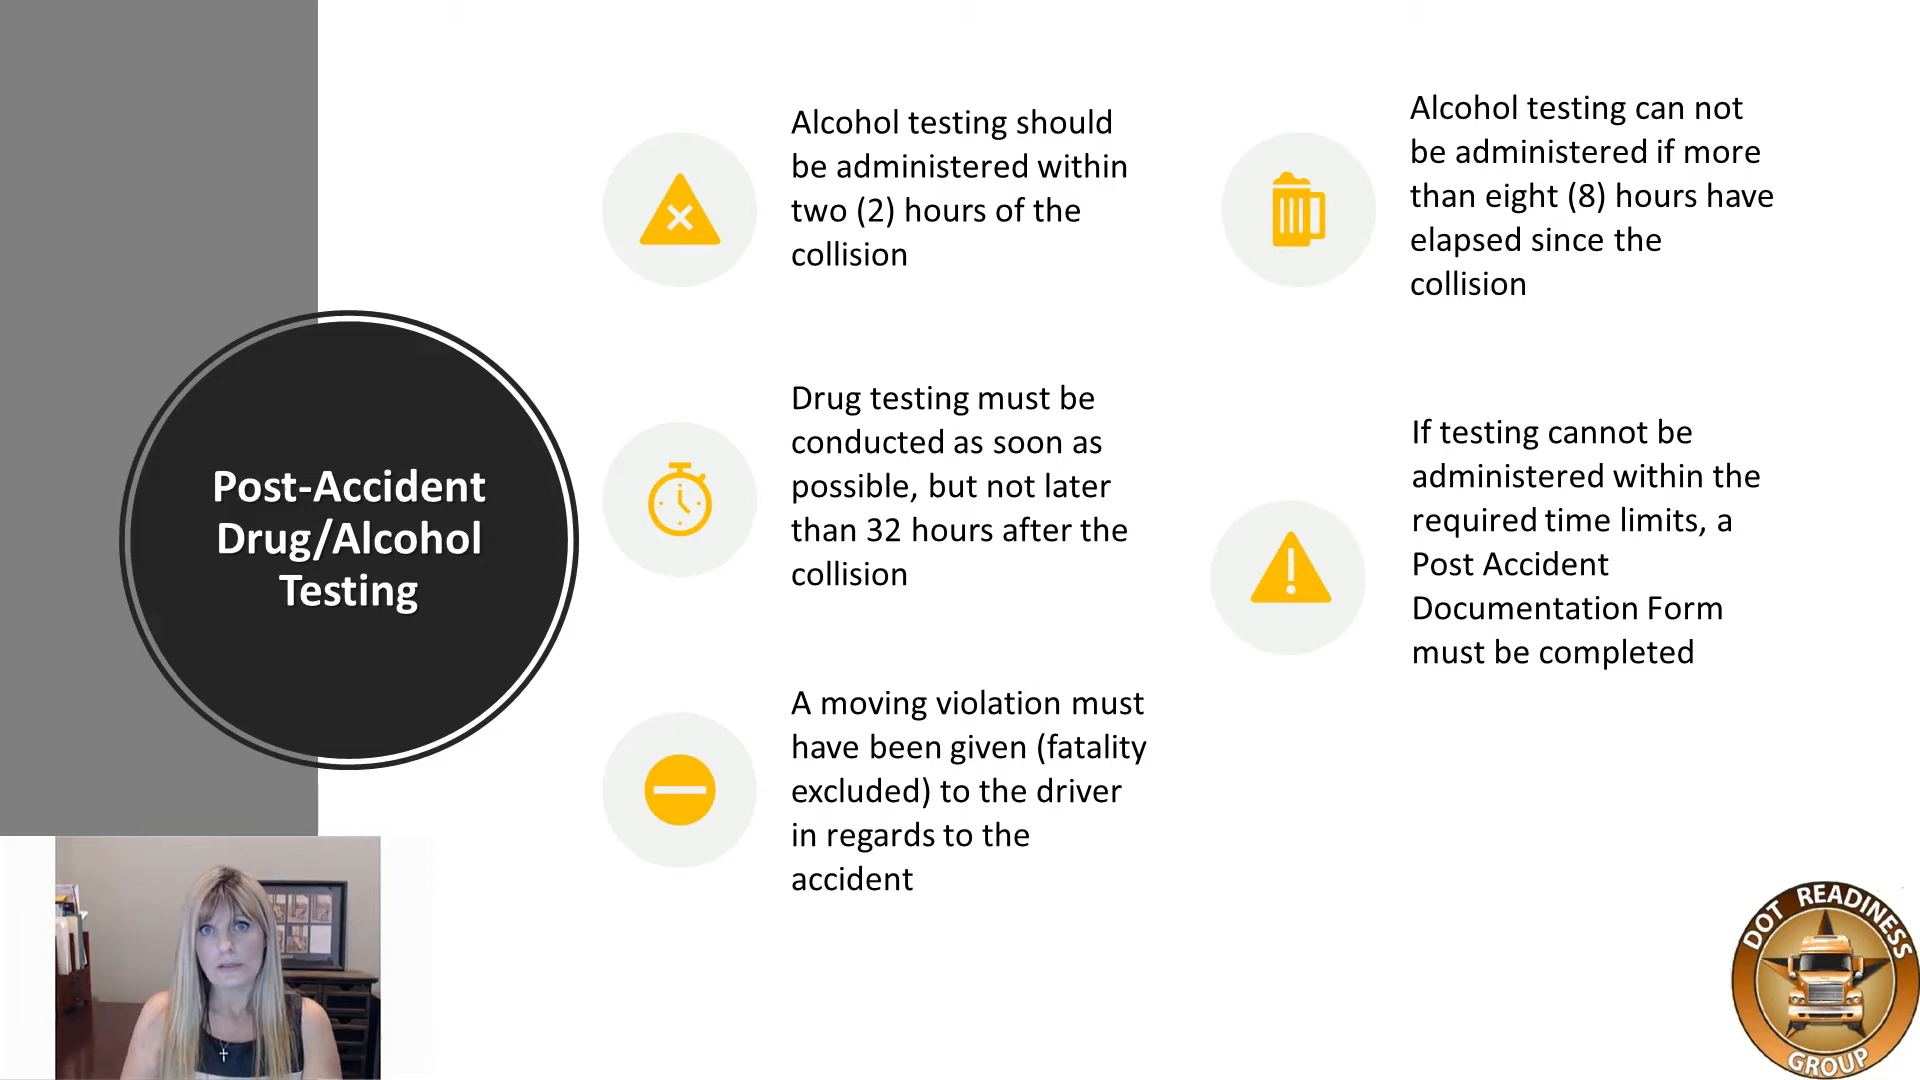 Post-Accident
Drug/Alcohol
Testing
Alcohol testing should
be administered within
two (2) hours of the
collision
Drug testing must be
conducted as soon as
possible, but not later
than 32 hours after the
collision
A moving violation must
have been given (fatality
excluded) to the driver
in regards to the
accident
Alcohol testing can not
be administered if more
than eight (8) hours have
elapsed since the
collision
If testing cannot be
administered within the
required time limits, a
Post Accident
Documentation Form
must be completed
DOT READINESS
GROUP